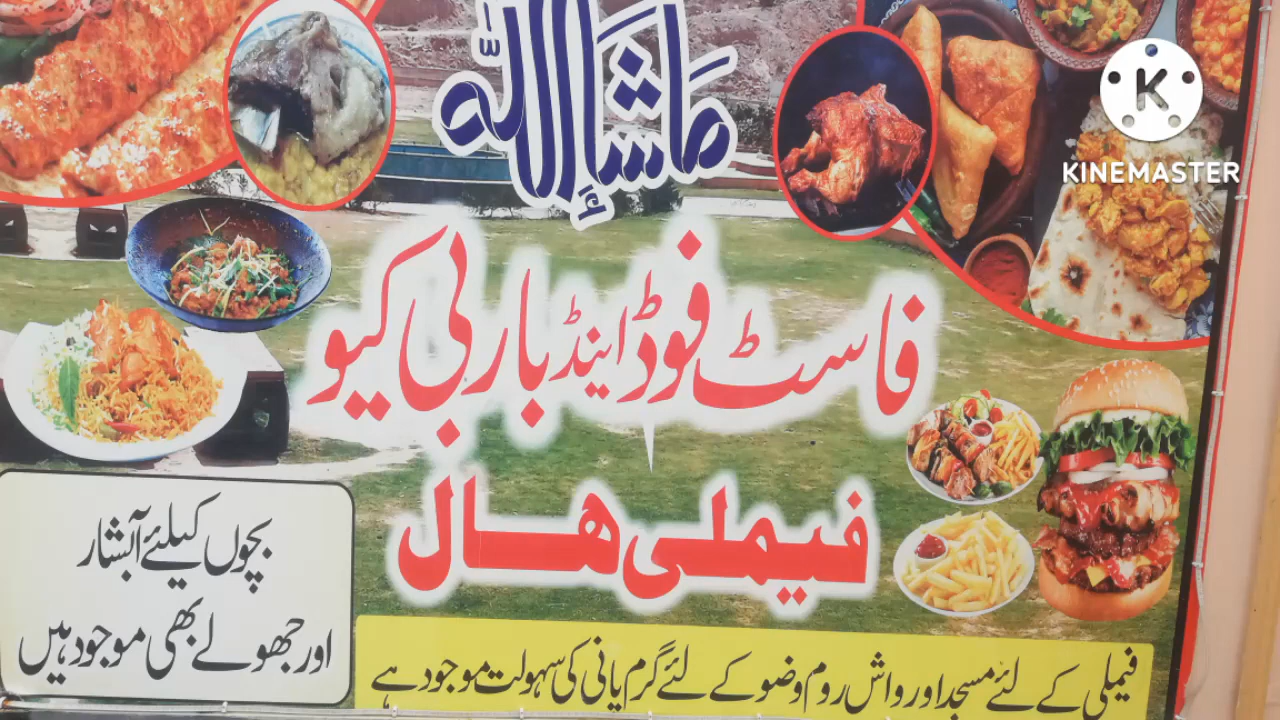 ماشاءاللہ
KINEMASTER
فاسٹ فوڈ اینڈ باربی کیو
فیملی ہال
بچوں کیلئے آبشار
اور جھولے بھی موجود ہیں
فیملی کے لئے مسجد اور واش روم وضو کے لئے گرم پانی کی سہولت موجود ہے